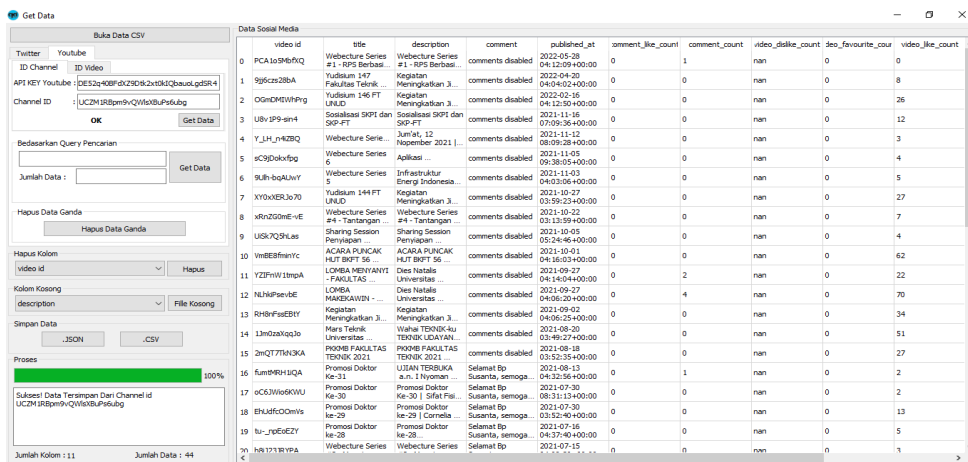 Get Data
Buka Data CSV
Twitter Youtube
ID Channel ID Video
API KEY Youtube : DE52q40BFdXZ9Dtk2xt0kIQbauoLgdSR4
Channel ID : UCZM1RBpm9vQWlsXBuPs6ubg
OK Get Data
Bedasarkan Query Pencarian
Get Data
Jumlah Data :
Hapus Data Ganda
Hapus Data Ganda
Hapus Kolom
video id Hapus
Kolom Kosong
description Fille Kosong
Simpan Data
.JSON .CSV
Proses
100%
Sukses! Data Tersimpan Dari Channel id
UCZM1RBpm9vQWlsXBuPs6ubg
Jumlah Kolom : 11 Jumlah Data : 44
Data Sosial Media
video id title description comment published_at :omment_like_count comment_count video_dislike_count deo_favourite_cour video_like_count
0 PCA1o5MbfXQ Webecture Series #1 - RPS Berbasi... Webecture Series #1 - RPS Berbasi... comments disabled 2022-05-28 04:12:09+00:00 0 1 nan 0 0
1 9jj6czs28bA Yudisium 147 Fakultas Teknik ... Kegiatan Meningkatkan Ji... comments disabled 2022-04-20 04:04:02+00:00 0 0 nan 0 8
2 OGmDMIWhPrg Yudisium 146 FT UNUD Kegiatan Meningkatkan Ji... comments disabled 2022-02-16 04:12:50+00:00 0 0 nan 0 26
3 U8v1P9-sin4 Sosialisasi SKPI dan SKP-FT Sosialisasi SKPI dan SKP-FT comments disabled 2021-11-16 07:09:36+00:00 0 0 nan 0 12
4 Y_LH_n4iZBQ Webecture Serie... Jum'at, 12 Nopember 2021 |... comments disabled 2021-11-12 08:09:28+00:00 0 0 nan 0 3
5 sC9jDokxfpg Webecture Series 6 Aplikasi ... comments disabled 2021-11-05 09:38:05+00:00 0 0 nan 0 4
6 9Ulh-bqAUwY Webecture Series 5 Infrastruktur Energi Indonesia... comments disabled 2021-11-03 04:03:06+00:00 0 0 nan 0 5
7 XY0xXERJo70 Yudisium 144 FT UNUD Kegiatan Meningkatkan Ji... comments disabled 2021-10-27 03:59:23+00:00 0 0 nan 0 27
8 xRnZG0mE-vE Webecture Series #4 - Tantangan ... Webecture Series #4 - Tantangan ... comments disabled 2021-10-22 03:13:59+00:00 0 0 nan 0 7
9 UiSk7Q5hLas Sharing Session Penyiapan ... Sharing Session Penyiapan ... comments disabled 2021-10-05 05:24:46+00:00 0 0 nan 0 4
10 VmBE8fminYc ACARA PUNCAK HUT BKFT 56 ... ACARA PUNCAK HUT BKFT 56 ... comments disabled 2021-10-01 04:16:03+00:00 0 0 nan 0 62
11 YZIFnW1tmpA LOMBA MENYANYI - FAKULTAS ... Dies Natalis Universitas ... comments disabled 2021-09-27 04:14:04+00:00 0 2 nan 0 22
12 NLhkiPsevbE LOMBA MAKEKAWIN - ... Dies Natalis Universitas ... comments disabled 2021-09-27 04:06:20+00:00 0 4 nan 0 70
13 RH8nFssEBtY Kegiatan Meningkatkan Ji... Kegiatan Meningkatkan Ji... comments disabled 2021-09-02 04:06:25+00:00 0 0 nan 0 34
14 1Jm0zaXqqJo Mars Teknik Universitas ... Wahai TEKNIK-ku TEKNIK UDAYAN... comments disabled 2021-08-20 03:49:27+00:00 0 0 nan 0 51
15 2mQT7TkN3KA PKKMB FAKULTAS TEKNIK 2021 PKKMB FAKULTAS TEKNIK 2021 ... comments disabled 2021-08-18 03:52:35+00:00 0 0 nan 0 27
16 fumtMRH1iQA Promosi Doktor Ke-31 UJIAN TERBUKA a.n. I Nyoman ... Selamat Bp Susanta, semoga... 2021-08-13 04:32:56+00:00 0 1 nan 0 2
17 oC6JWio6KWU Promosi Doktor Ke-30 Promosi Doktor Ke-30 | Sifat Fisi... Selamat Bp Susanta, semoga... 2021-07-30 08:31:13+00:00 0 0 nan 0 2
18 EhUdfcOOmVs Promosi Doktor ke-29 Promosi Doktor ke-29 | Cornelia ... Selamat Bp Susanta, semoga... 2021-07-30 03:52:40+00:00 0 0 nan 0 13
19 tu-_npEoEZY Promosi Doktor ke-28 Promosi Doktor ke-28... Selamat Bp Susanta, semoga... 2021-07-16 04:37:40+00:00 0 0 nan 0 5
20 Webecture Series Webecture Series Selamat Bp 2021-07-15 0 0 nan 0 3